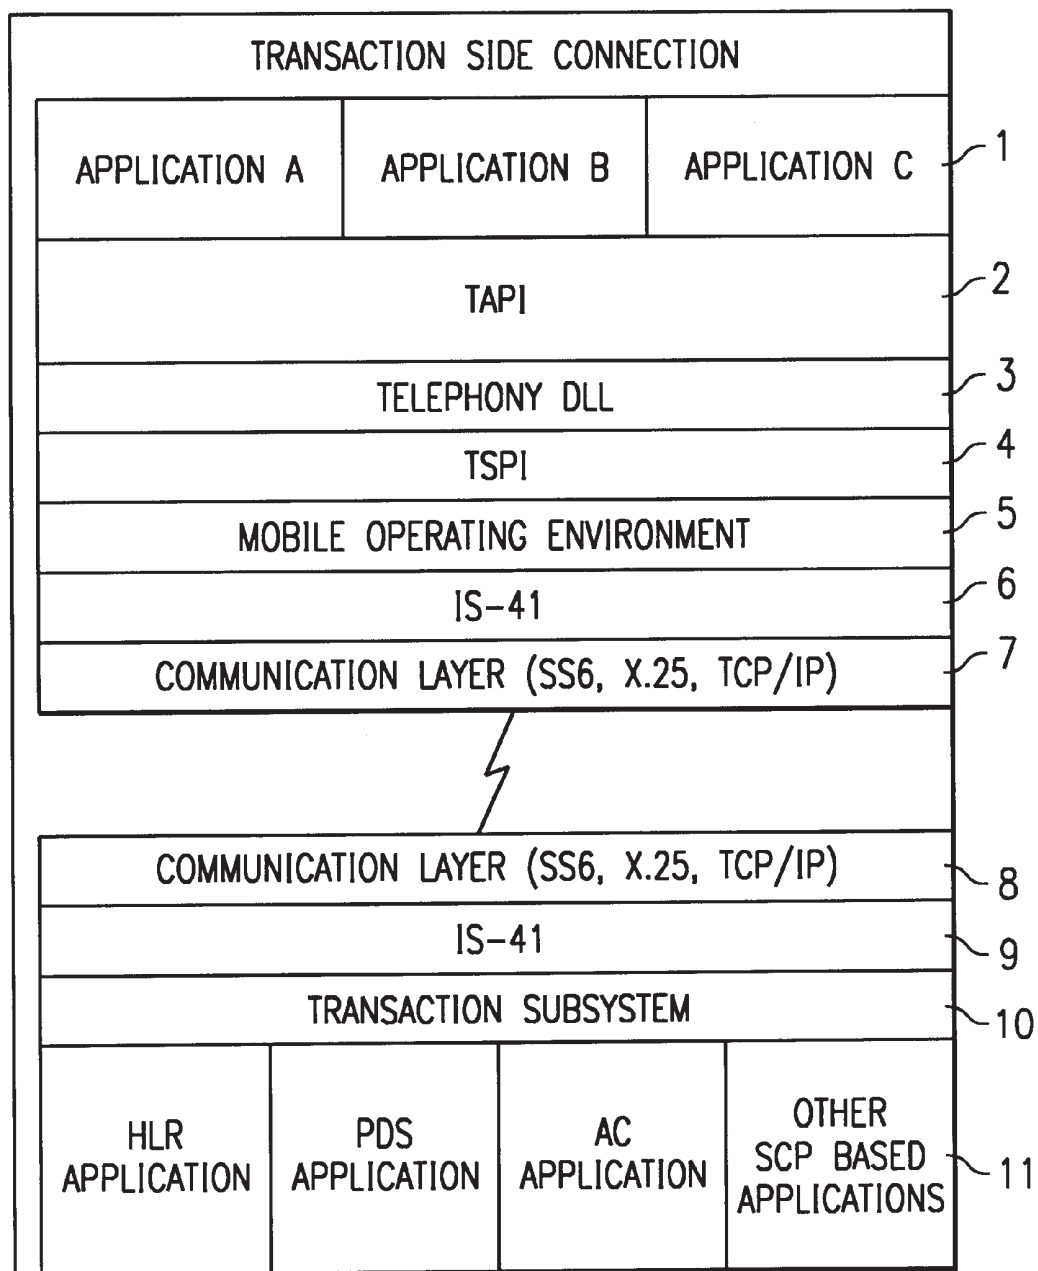 TRANSACTION SIDE CONNECTION
APPLICATION A
APPLICATION B
APPLICATION C
1
TAPI
2
TELEPHONY DLL
3
TSPI
4
MOBILE OPERATING ENVIRONMENT
5
IS-41
6
COMMUNICATION LAYER (SS6, X.25, TCP/IP)
7
COMMUNICATION LAYER (SS6, X.25, TCP/IP)
8
IS-41
9
TRANSACTION SUBSYSTEM
10
HLR
APPLICATION
PDS
APPLICATION
AC
APPLICATION
OTHER
SCP BASED
APPLICATIONS
11